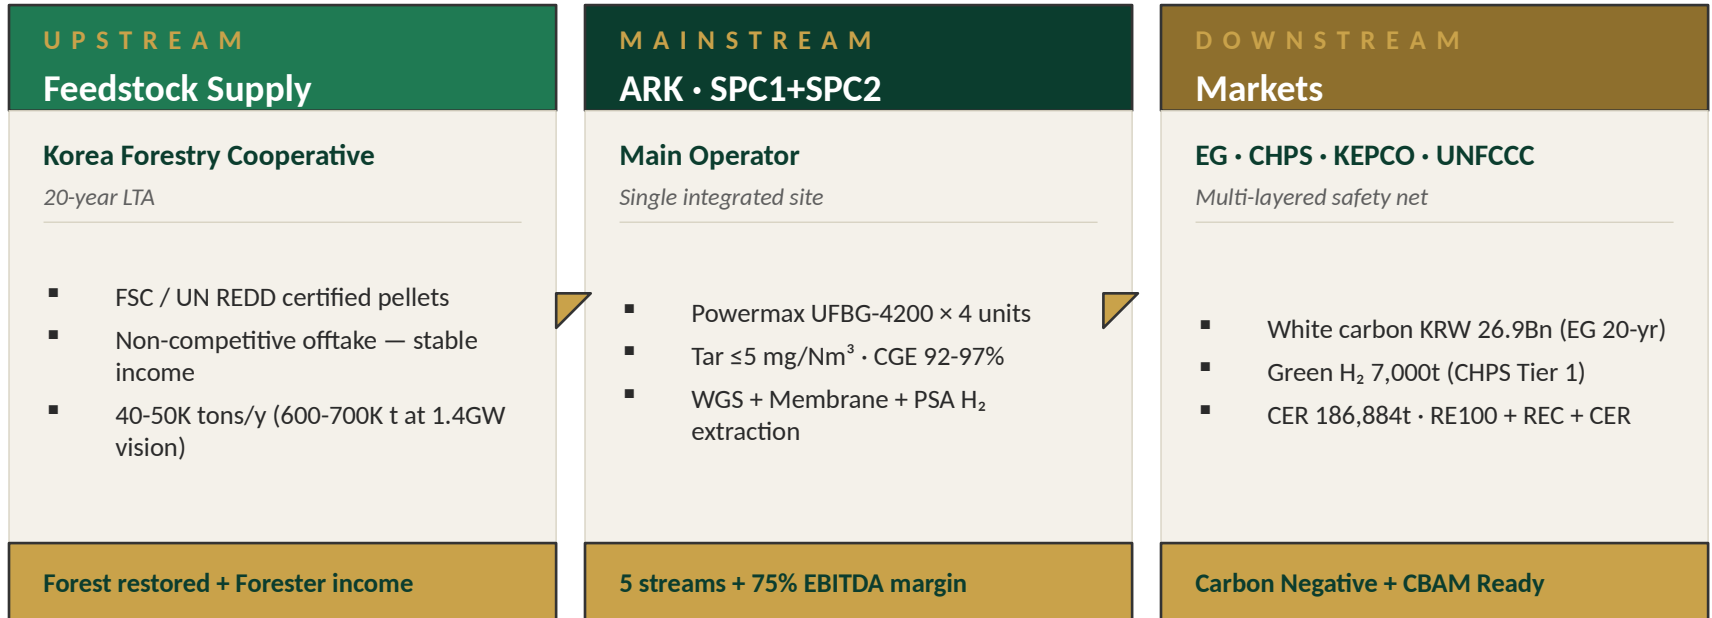 UPSTREAM
Feedstock Supply
Korea Forestry Cooperative
20-year LTA
▪ FSC / UN REDD certified pellets
▪ Non-competitive offtake — stable
income
▪ 40-50K tons/y (600-700K t at 1.4GW
vision)
Forest restored + Forester income
MAINSTREAM
ARK · SPC1+SPC2
Main Operator
Single integrated site
▪ Powermax UFBG-4200 × 4 units
▪ Tar ≤5 mg/Nm³ · CGE 92-97%
▪ WGS + Membrane + PSA H₂
extraction
5 streams + 75% EBITDA margin
DOWNSTREAM
Markets
EG · CHPS · KEPCO · UNFCCC
Multi-layered safety net
▪ White carbon KRW 26.9Bn (EG 20-yr)
▪ Green H₂ 7,000t (CHPS Tier 1)
▪ CER 186,884t · RE100 + REC + CER
Carbon Negative + CBAM Ready